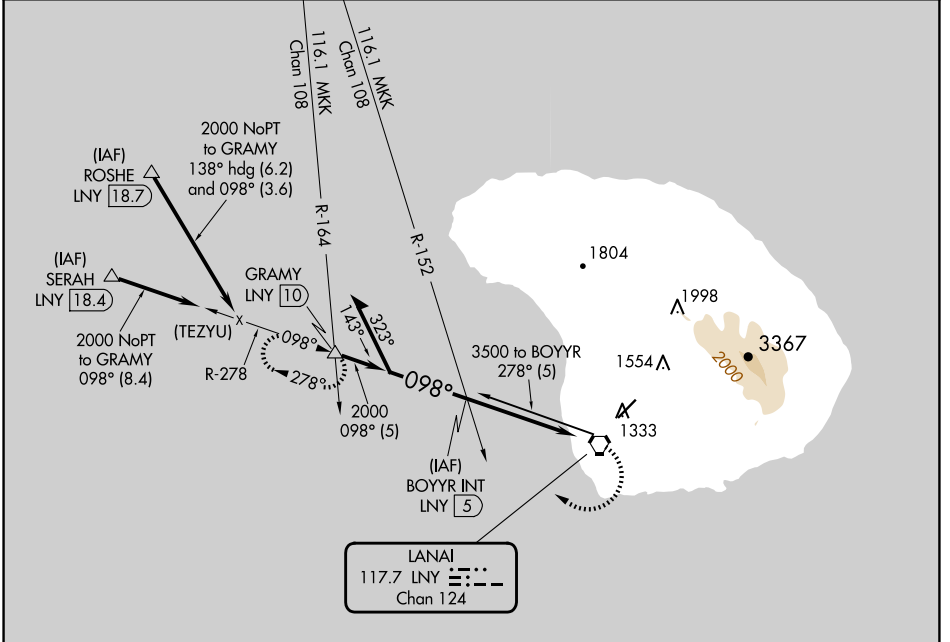 116.1 MKK
Chan 108
116.1 MKK
Chan 108
2000 NoPT
to GRAMY
138° hdg (6.2)
and 098° (3.6)
(IAF)
ROSHE
LNY 18.7
R-164
R-152
1804
(IAF)
SERAH
LNY 18.4
GRAMY
LNY 10
1998
(TEZYU)
098°
143°
323°
2000 NoPT
to GRAMY
098° (8.4)
R-278
278°
3500 to BOYYR
278° (5)
1554
3367
2000
098°
2000
098° (5)
1333
(IAF)
BOYYR INT
LNY 5
LANAI
117.7 LNY
Chan 124